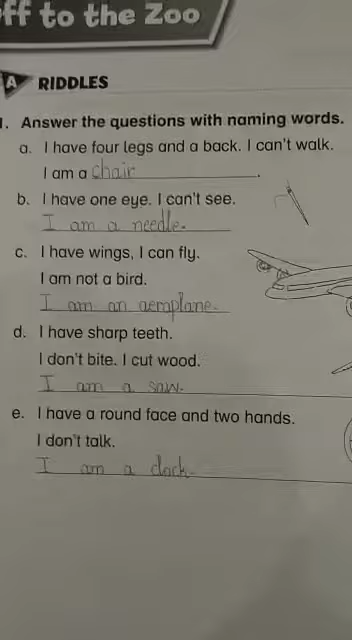 ff to the Zoo
A RIDDLES
1. Answer the questions with naming words.
a. I have four legs and a back. I can't walk.
I am a chair.
b. I have one eye. I can't see.
I am a needle.
c. I have wings, I can fly.
I am not a bird.
I am an aeroplane.
d. I have sharp teeth.
I don't bite. I cut wood.
I am a saw.
e. I have a round face and two hands.
I don't talk.
I am a clock.